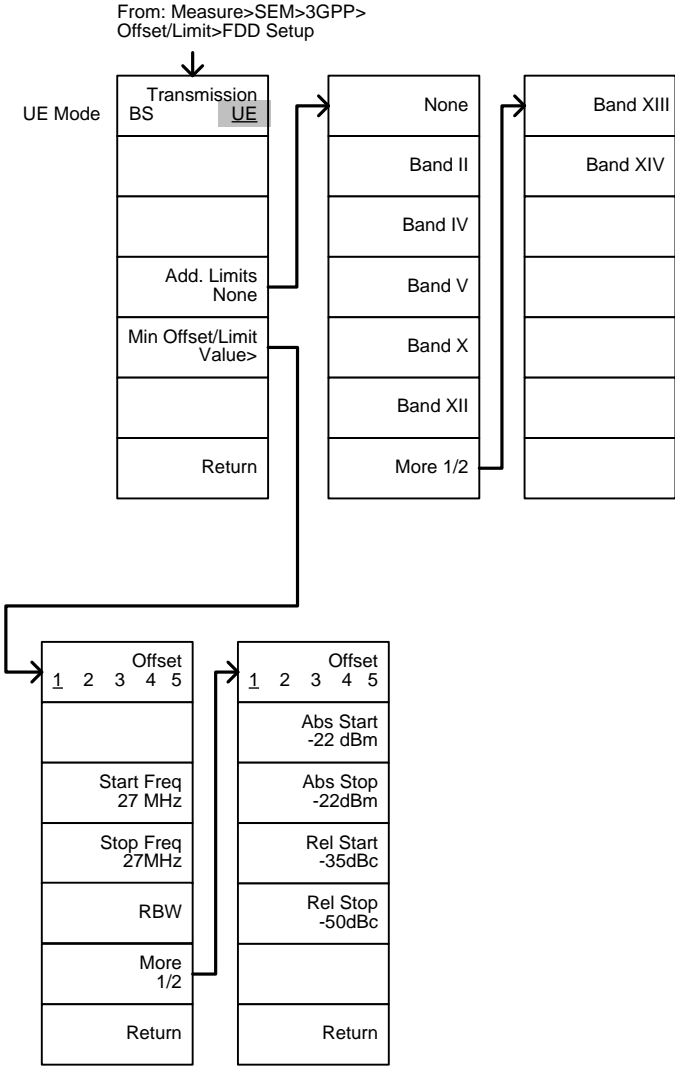 From: Measure>SEM>3GPP>
Offset/Limit>FDD Setup
UE Mode
Transmission
BS UE
Add. Limits
None
Min Offset/Limit
Value>
Return
None
Band II
Band IV
Band V
Band X
Band XII
More 1/2
Band XIII
Band XIV
Offset
1 2 3 4 5
Start Freq
27 MHz
Stop Freq
27MHz
RBW
More
1/2
Return
Offset
1 2 3 4 5
Abs Start
-22 dBm
Abs Stop
-22dBm
Rel Start
-35dBc
Rel Stop
-50dBc
Return